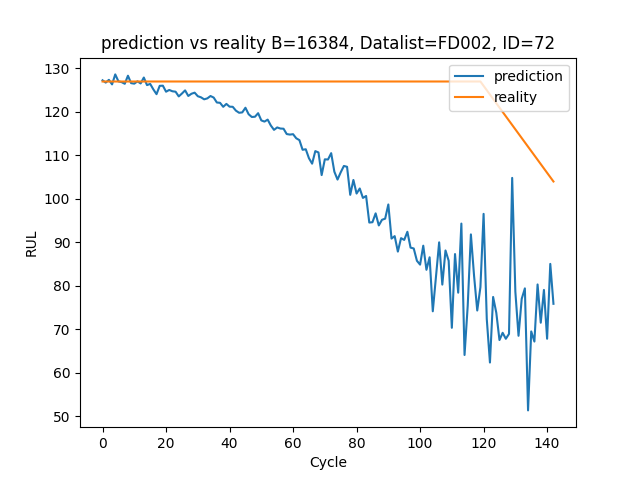 prediction vs reality B=16384, Datalist=FD002, ID=72
prediction
reality
130
120
110
100
90
80
70
60
50
RUL
0 20 40 60 80 100 120 140
Cycle